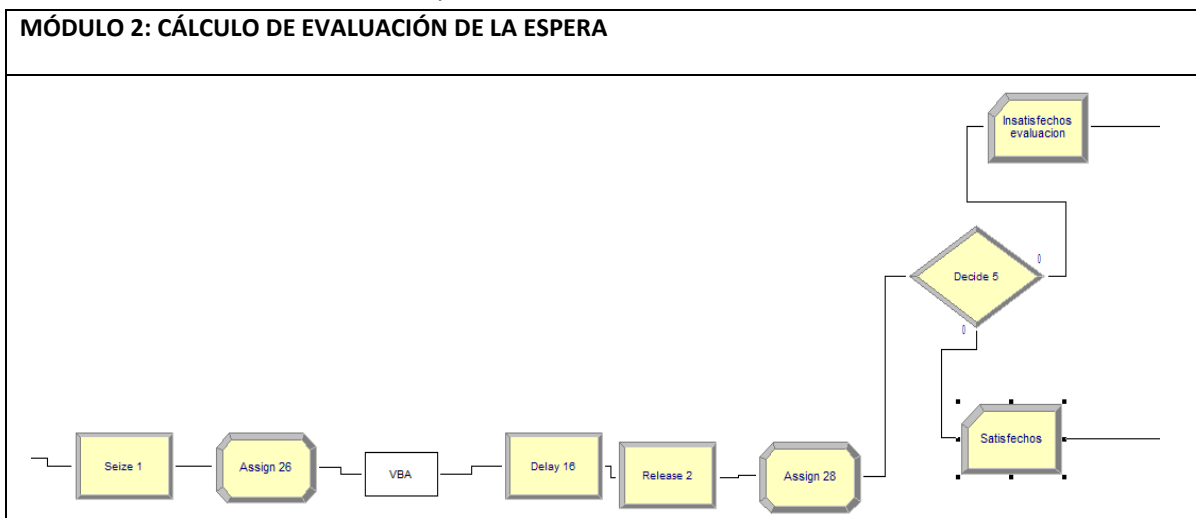 MÓDULO 2: CÁLCULO DE EVALUACIÓN DE LA ESPERA
Insatisfechos
evaluacion
0
Decide 5
0
Satisfechos
Seize 1
Assign 26
VBA
Delay 16
Release 2
Assign 28